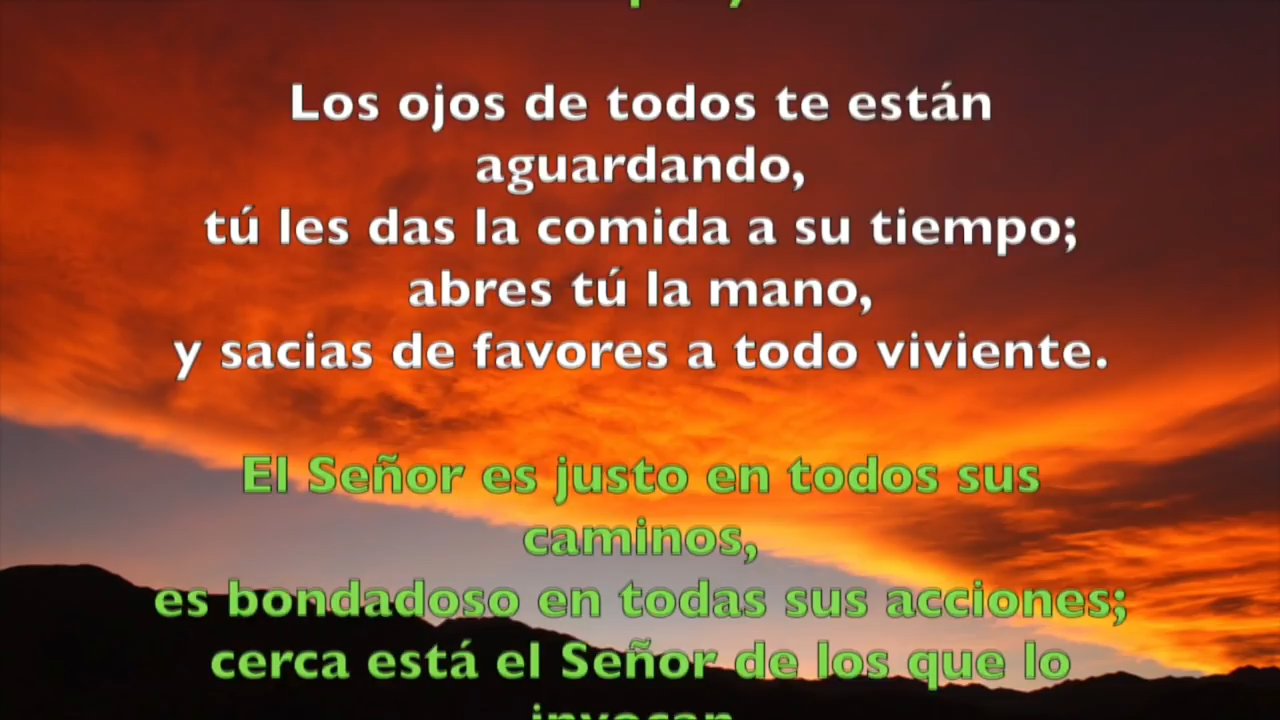 Los ojos de todos te están
aguardando,
tú les das la comida a su tiempo;
abres tú la mano,
y sacias de favores a todo viviente.
El Señor es justo en todos sus
caminos,
es bondadoso en todas sus acciones;
cerca está el Señor de los que lo
invocan